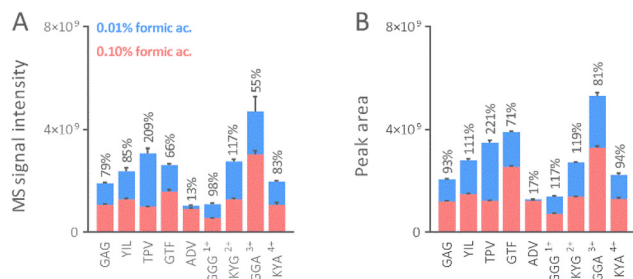 A
8×10⁹
0.01% formic ac.
0.10% formic ac.
MS signal intensity
4×10⁹
0
79%
85%
209%
66%
13%
98%
117%
55%
83%
GAG
YIL
TPV
GTF
ADV
GGG 1+
KYG 2+
GGA 3+
KYA 4+
B
8×10⁹
Peak area
4×10⁹
0
93%
111%
221%
71%
17%
117%
119%
81%
94%
GAG
YIL
TPV
GTF
ADV
GGG 1+
KYG 2+
GGA 3+
KYA 4+